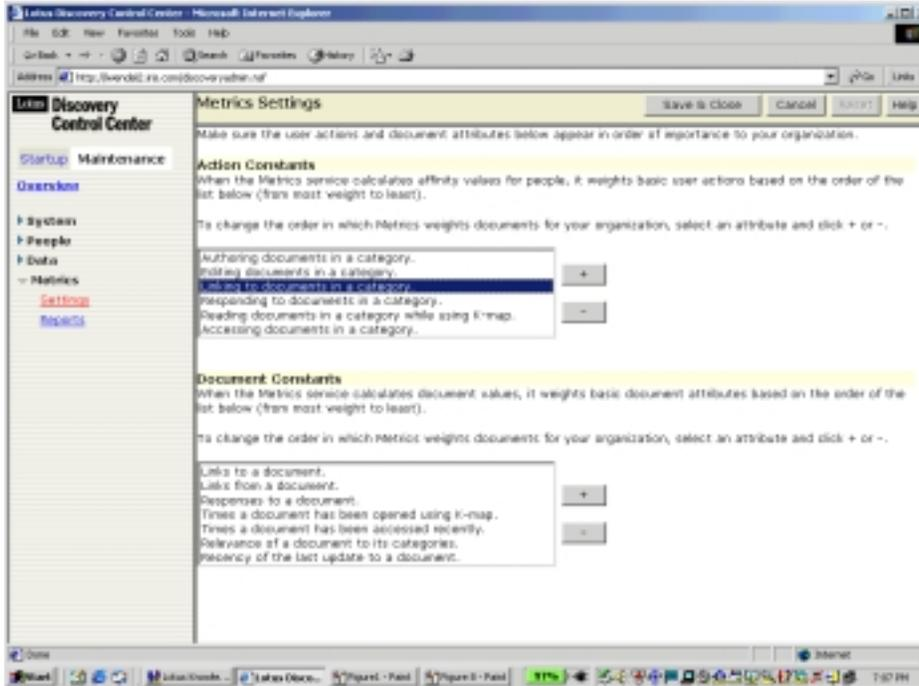 Lotus Discovery Control Center - Microsoft Internet Explorer
File Edit View Favorites Tools Help
Back Search Favorites History
Address Go Links
Lotus Discovery
Control Center
Metrics Settings
Save & Close Cancel Help
Make sure the user actions and document attributes below appear in order of importance to your organization.
Startup Maintenance
Overview
System
People
Data
Metrics
Settings
Reports
Action Constants
When the Metrics service calculates affinity values for people, it weights basic user actions based on the order of the
list below (from most weight to least).
To change the order in which Metrics weights documents for your organization, select an attribute and click + or -.
Authoring documents in a category.
Editing documents in a category.
Linking to documents in a category.
Responding to documents in a category.
Reading documents in a category while using K-map.
Accessing documents in a category.
+
-
Document Constants
When the Metrics service calculates document values, it weights basic document attributes based on the order of the
list below (from most weight to least).
To change the order in which Metrics weights documents for your organization, select an attribute and click + or -.
Links to a document.
Links from a document.
Responses to a document.
Times a document has been opened using K-map.
Times a document has been accessed recently.
Relevance of a document to its categories.
Recency of the last update to a document.
+
-
Done Internet
Start Lotus Disco... - Paint - Paint 7:07 PM